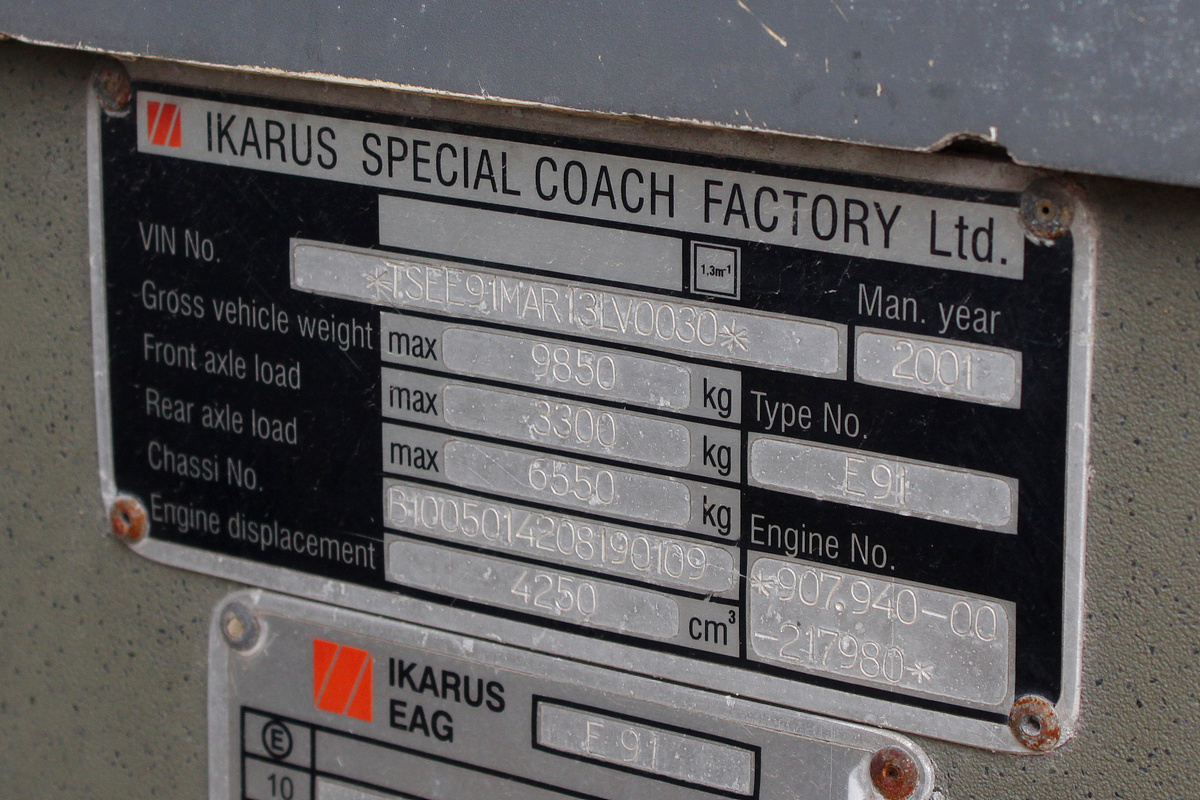 IKARUS SPECIAL COACH FACTORY Ltd.
1,3m-1
VIN No. *TSEE91MAR13LV0030*
Man. year 2001
Gross vehicle weight max 9850 kg
Front axle load max 3300 kg
Rear axle load max 6550 kg
Type No. E91
Chassi No. B1005014208190109
Engine displacement 4250 cm³
Engine No. *907.940-00
-217980*
IKARUS
EAG
E 91
E
10